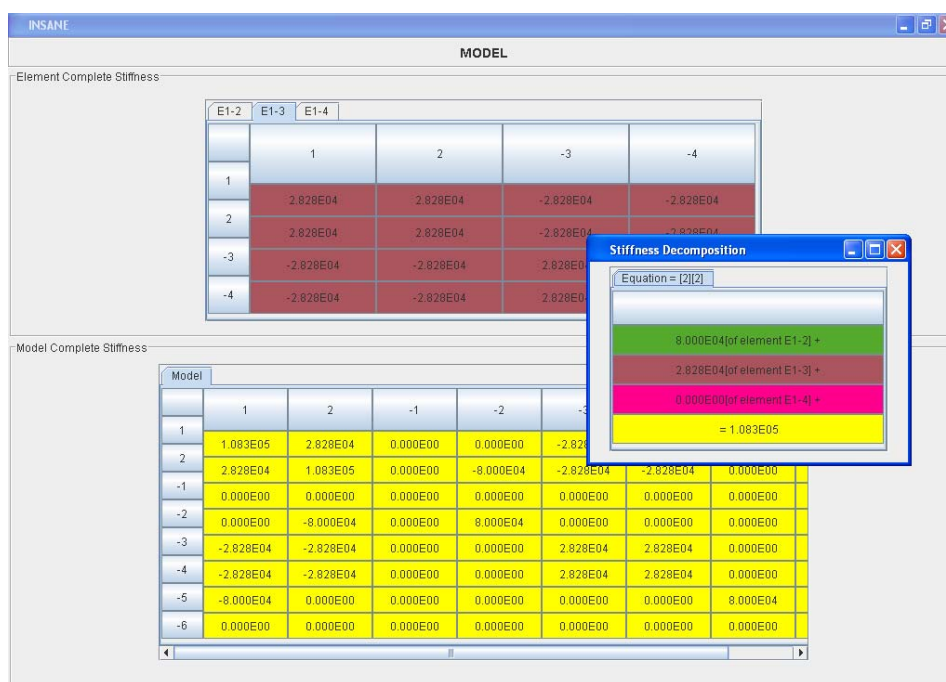 INSANE
MODEL
Element Complete Stiffness
E1-2 E1-3 E1-4
1 2 -3 -4
1
2.828E04 2.828E04 -2.828E04 -2.828E04
2
2.828E04 2.828E04 -2.828E04 -2.828E04
-3
-2.828E04 -2.828E04 2.828E0
-4
-2.828E04 -2.828E04 2.828E0
Stiffness Decomposition
Equation = [2][2]
8.000E04[of element E1-2] +
2.828E04[of element E1-3] +
0.000E00[of element E1-4] +
= 1.083E05
Model Complete Stiffness
Model
1 2 -1 -2 -3
1
1.083E05 2.828E04 0.000E00 0.000E00 -2.82
2
2.828E04 1.083E05 0.000E00 -8.000E04 -2.828E04 -2.828E04 0.000E00
-1
0.000E00 0.000E00 0.000E00 0.000E00 0.000E00 0.000E00 0.000E00
-2
0.000E00 -8.000E04 0.000E00 8.000E04 0.000E00 0.000E00 0.000E00
-3
-2.828E04 -2.828E04 0.000E00 0.000E00 2.828E04 2.828E04 0.000E00
-4
-2.828E04 -2.828E04 0.000E00 0.000E00 2.828E04 2.828E04 0.000E00
-5
-8.000E04 0.000E00 0.000E00 0.000E00 0.000E00 0.000E00 8.000E04
-6
0.000E00 0.000E00 0.000E00 0.000E00 0.000E00 0.000E00 0.000E00